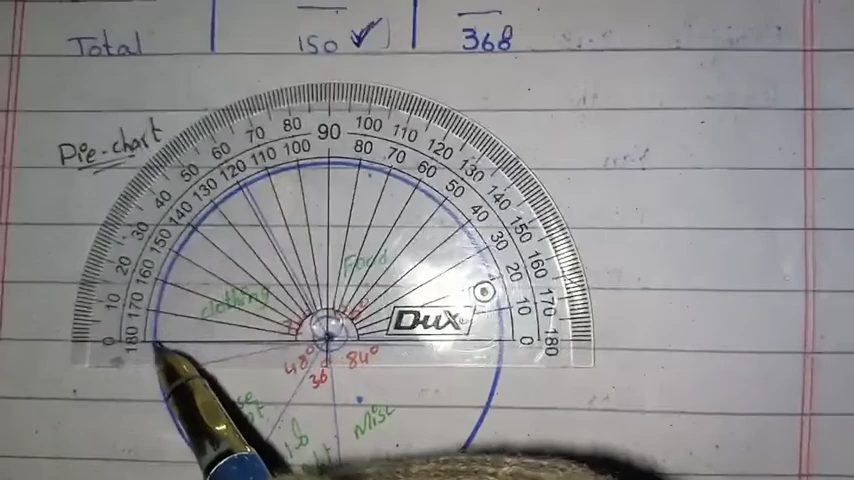 Total 150 368
Pie-chart
0 10 20 30 40 50 60 70 80 90 100 110 120 130 140 150 160 170 180
180 170 160 150 140 130 120 110 100 80 70 60 50 40 30 20 10 0
Food
clothing
Dux
48° 36 84°
Misc